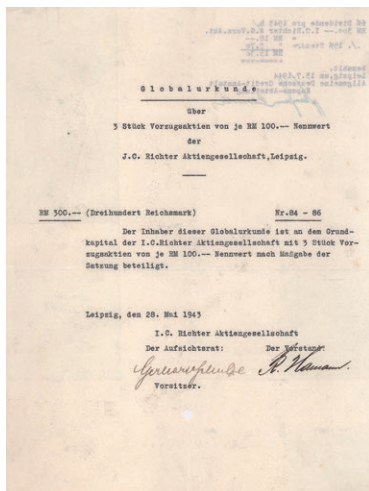 Globalurkunde
über
3 Stück Vorzugsaktien von je RM 100.-- Nennwert
der
J.C. Richter Aktiengesellschaft,Leipzig.
RM 300.-- (Dreihundert Reichsmark) Nr.84 - 86
Der Inhaber dieser Globalurkunde ist an dem Grund-
kapital der I.C.Richter Aktiengesellschaft mit 3 Stück Vor-
zugsaktien von je RM 100.-- Nennwert nach Maßgabe der
Satzung beteiligt.
Leipzig, den 28. Mai 1943
I.C. Richter Aktiengesellschaft
Der Aufsichtsrat: Der Vorstand:
Vorsitzer.